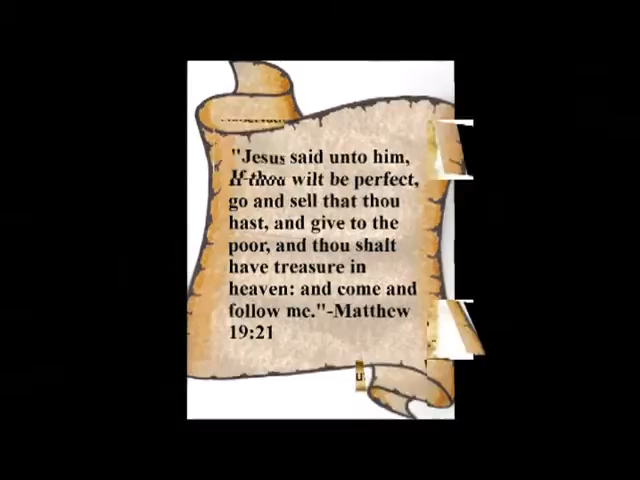 "Jesus said unto him,
If thou wilt be perfect,
go and sell that thou
hast, and give to the
poor, and thou shalt
have treasure in
heaven: and come and
follow me."-Matthew
19:21